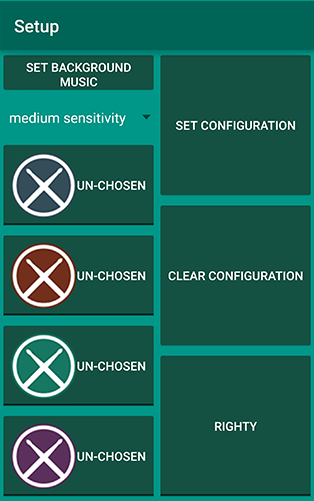 Setup
SET BACKGROUND
MUSIC
medium sensitivity
UN-CHOSEN
UN-CHOSEN
UN-CHOSEN
UN-CHOSEN
SET CONFIGURATION
CLEAR CONFIGURATION
RIGHTY